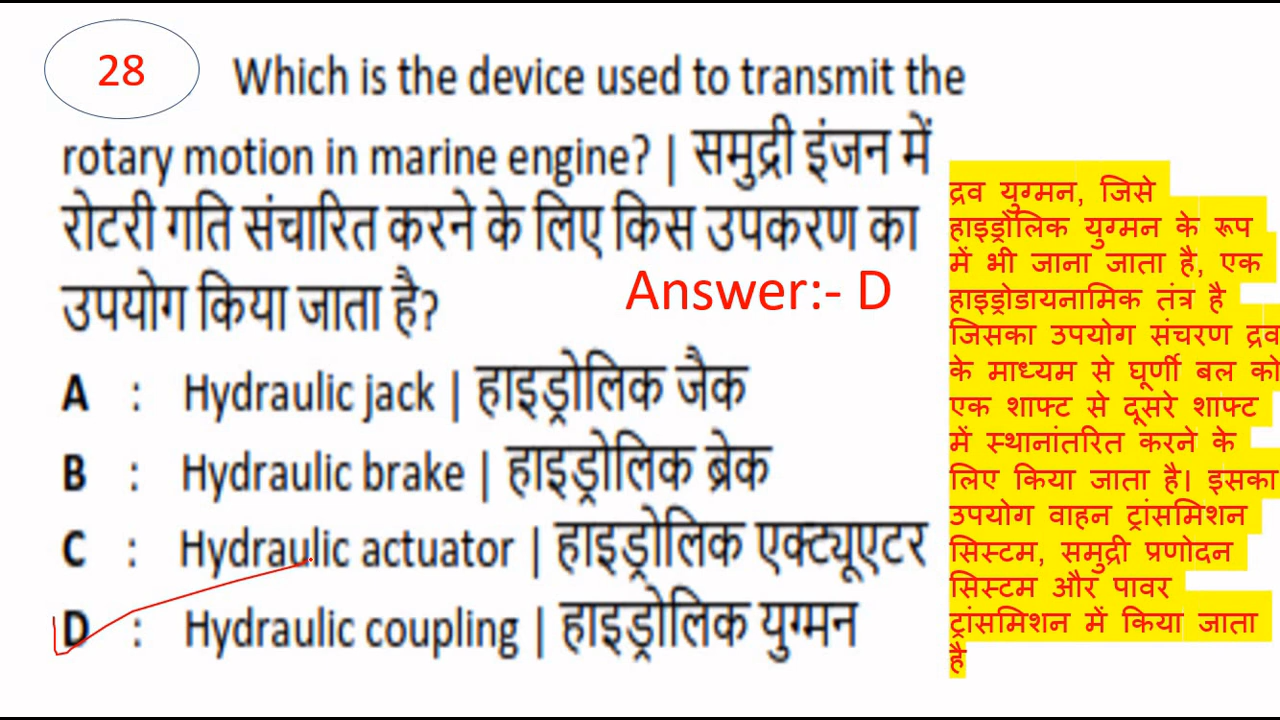 28
Which is the device used to transmit the
rotary motion in marine engine? | समुद्री इंजन में
रोटरी गति संचारित करने के लिए किस उपकरण का
उपयोग किया जाता है?
Answer:- D
A : Hydraulic jack | हाइड्रोलिक जैक
B : Hydraulic brake | हाइड्रोलिक ब्रेक
C : Hydraulic actuator | हाइड्रोलिक एक्ट्यूएटर
D : Hydraulic coupling | हाइड्रोलिक युग्मन
द्रव युग्मन, जिसे
हाइड्रोलिक युग्मन के रूप
में भी जाना जाता है, एक
हाइड्रोडायनामिक तंत्र है
जिसका उपयोग संचरण द्रव
के माध्यम से घूर्णी बल को
एक शाफ्ट से दूसरे शाफ्ट
में स्थानांतरित करने के
लिए किया जाता है। इसका
उपयोग वाहन ट्रांसमिशन
सिस्टम, समुद्री प्रणोदन
सिस्टम और पावर
ट्रांसमिशन में किया जाता
है